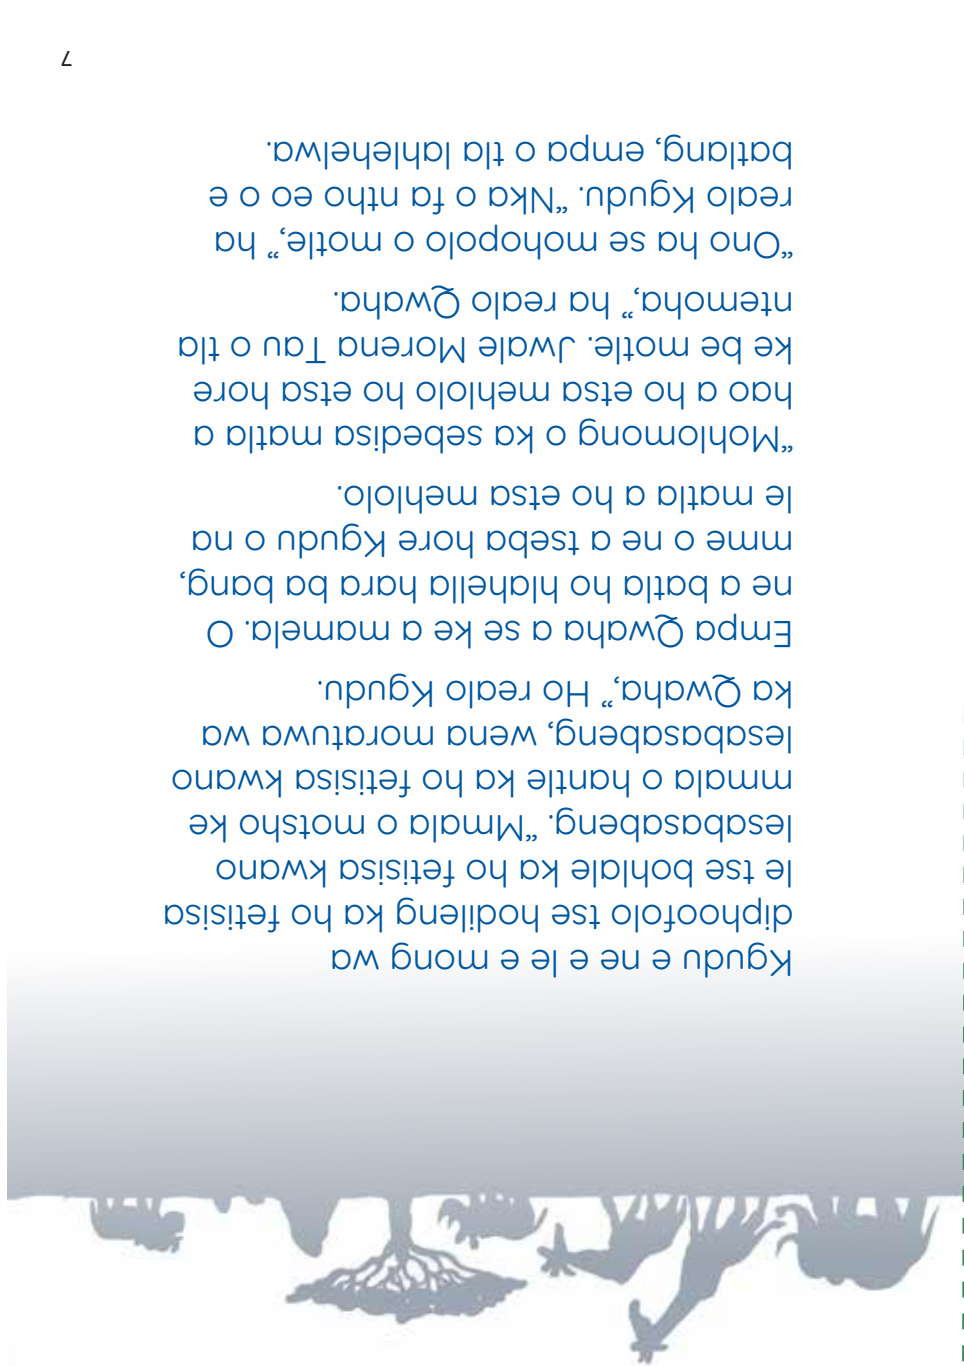 Kgudu e ne e le e mong wa
diphoofolo tse hodileng ka ho fetisisa
le tse bohlale ka ho fetisisa kwano
lesabasabeng. “Mmala o motsho ke
mmala o hantle ka ho fetisisa kwano
lesabasabeng, wena moratuwa wa
ka Qwaha,” Ho realo Kgudu.
Empa Qwaha a se ke a mamela. O
ne a batla ho hlahella hara ba bang,
mme o ne a tseba hore Kgudu o na
le matla a ho etsa mehlolo.
“Mohlomong o ka sebedisa matla a
hao a ho etsa mehlolo ho etsa hore
ke be motle. Jwale Morena Tau o tla
ntemoha,” ha realo Qwaha.
“Ono ha se mohopolo o motle,” ha
realo Kgudu. “Nka o fa ntho eo o e
batlang, empa o tla lahlehelwa.
7